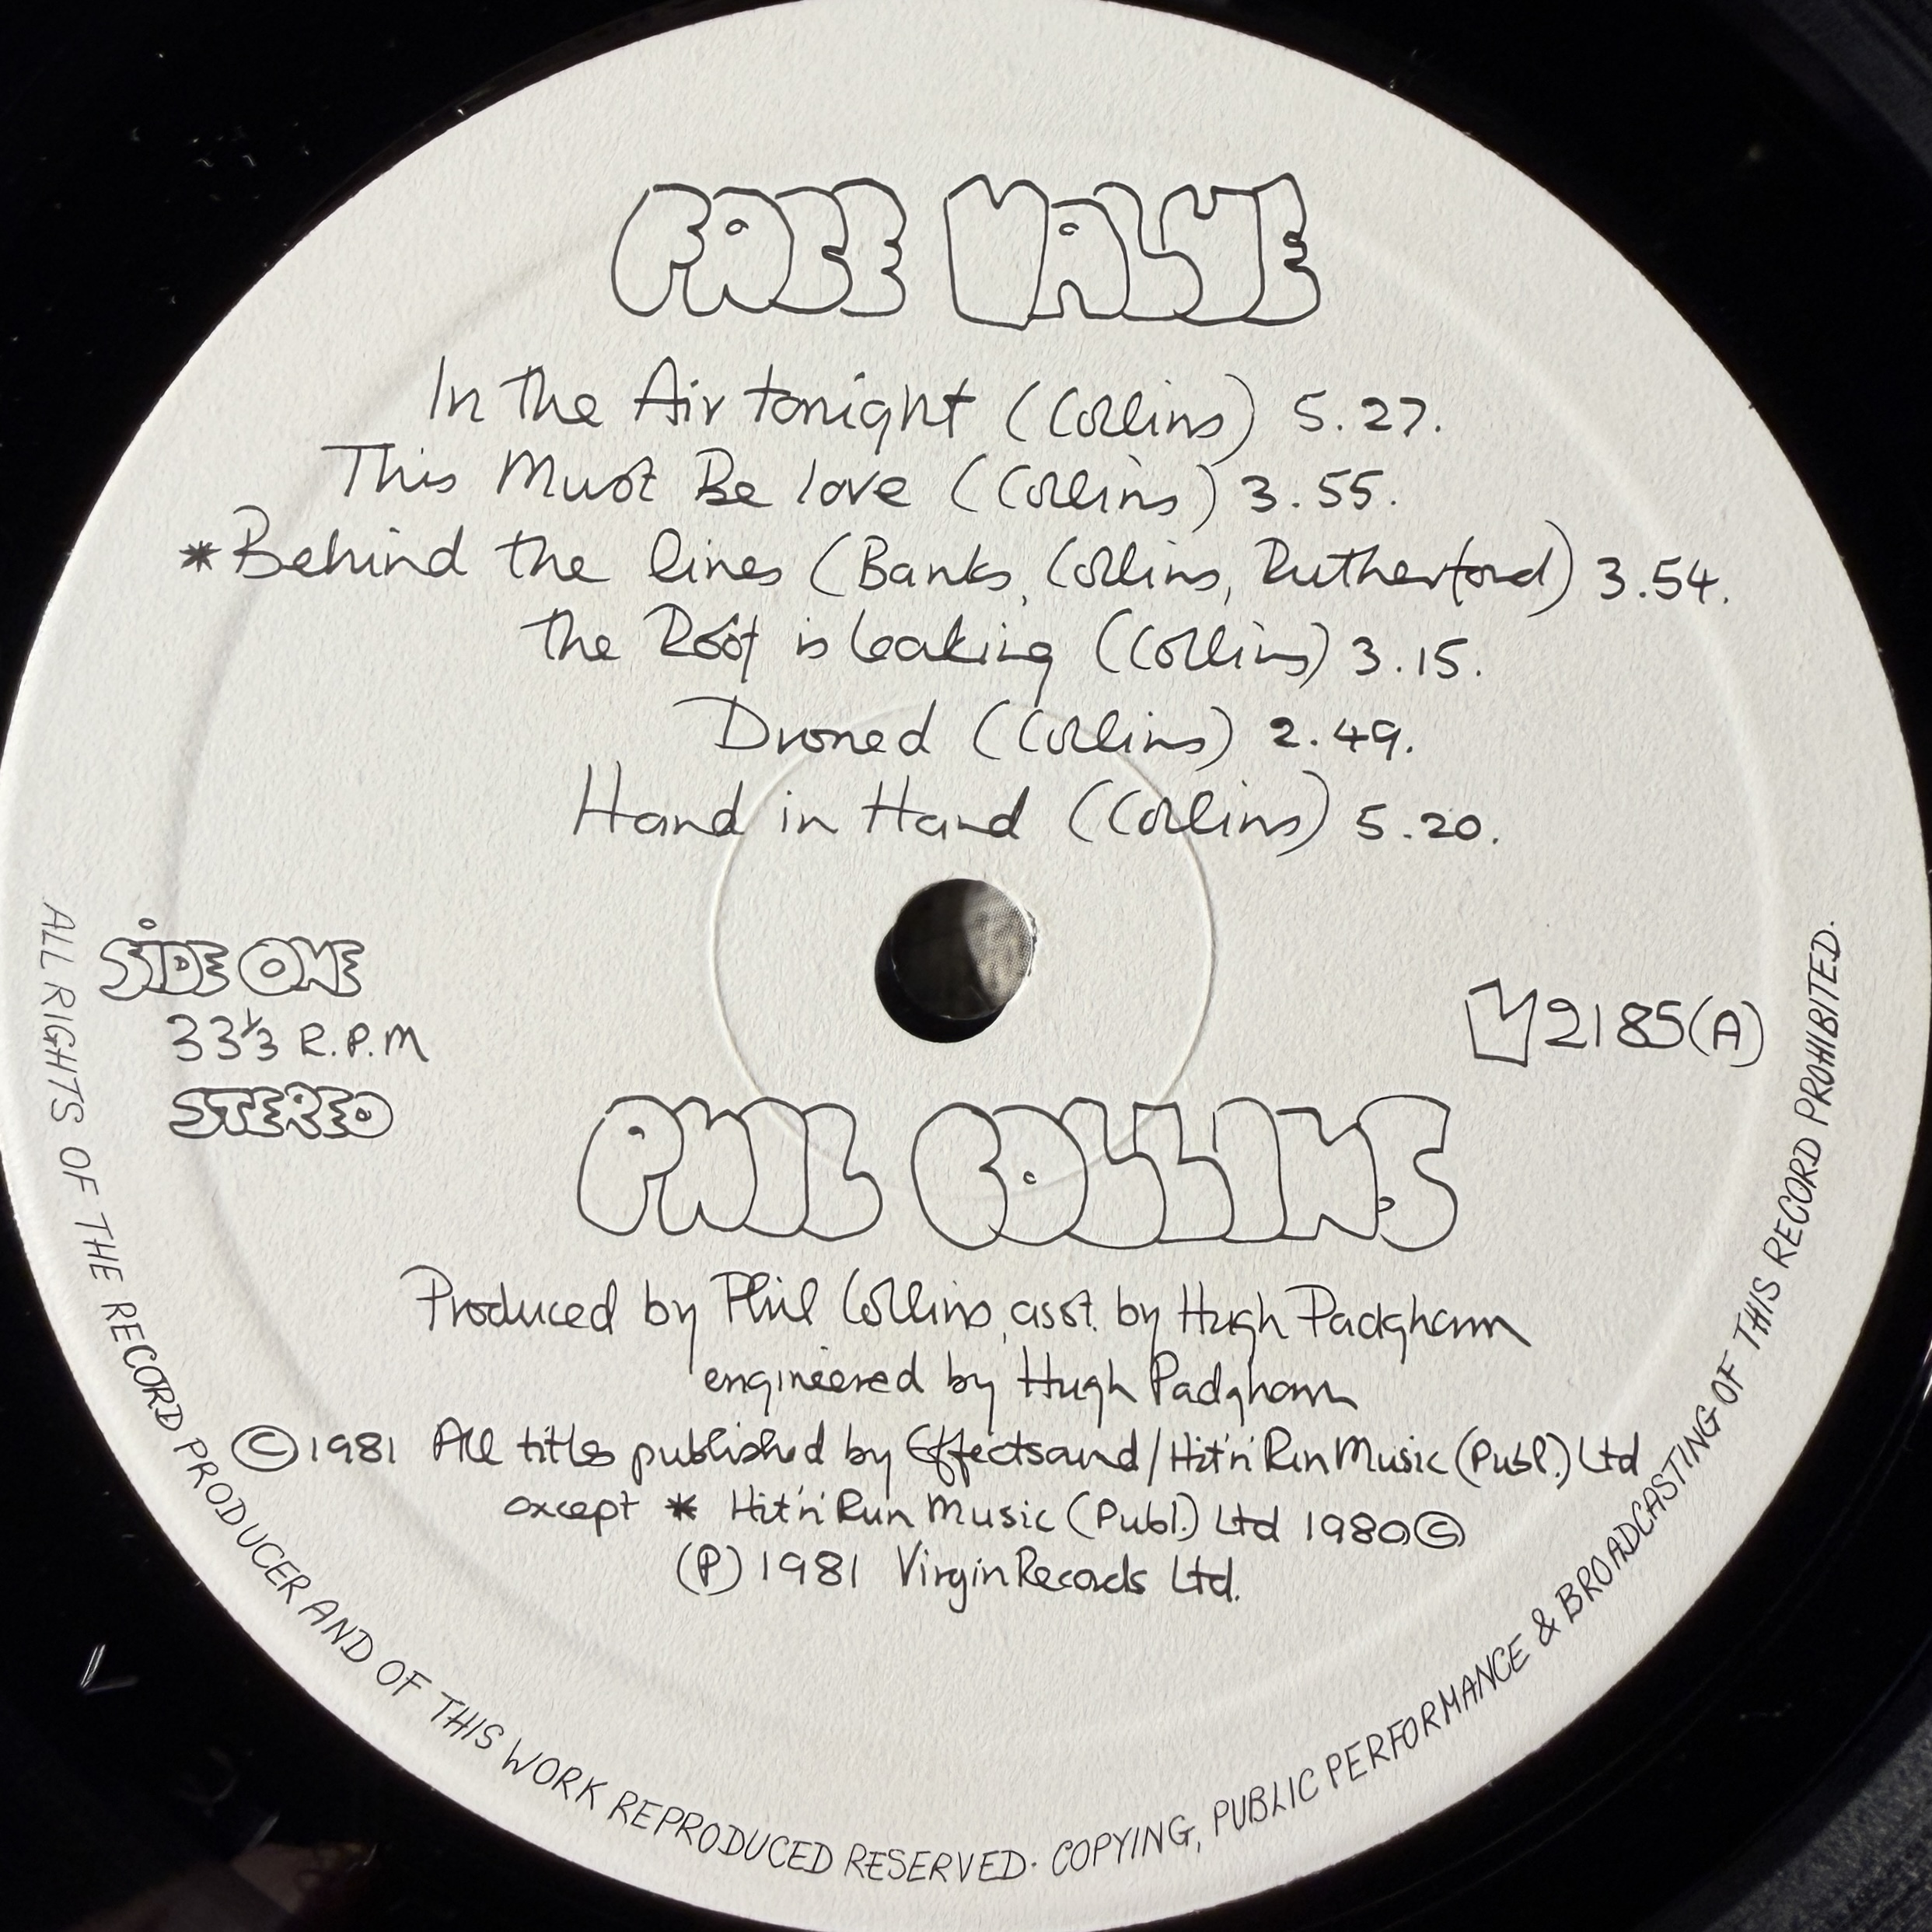 FACE VALUE
In the Air tonight (Collins) 5.27.
This Must Be love (Collins) 3.55.
*Behind the lines (Banks, Collins, Rutherford) 3.54.
the Roof is leaking (Collins) 3.15.
Droned (Collins) 2.49.
Hand in Hand (Collins) 5.20.
SiDE ONE
33⅓ R.P.M
STEREO
V2185(A)
PHIL COLLINS
Produced by Phil Collins, asst. by Hugh Padgham
engineered by Hugh Padgham
©1981 All titles published by Effectsound/Hit'n'Run Music (Publ.) Ltd
except * Hit'n'Run Music (Publ.) Ltd 1980©
(P) 1981 Virgin Records Ltd.
ALL RIGHTS OF THE RECORD PRODUCER AND OF THIS WORK REPRODUCED RESERVED. COPYING, PUBLIC PERFORMANCE & BROADCASTING OF THIS RECORD PROHIBITED.